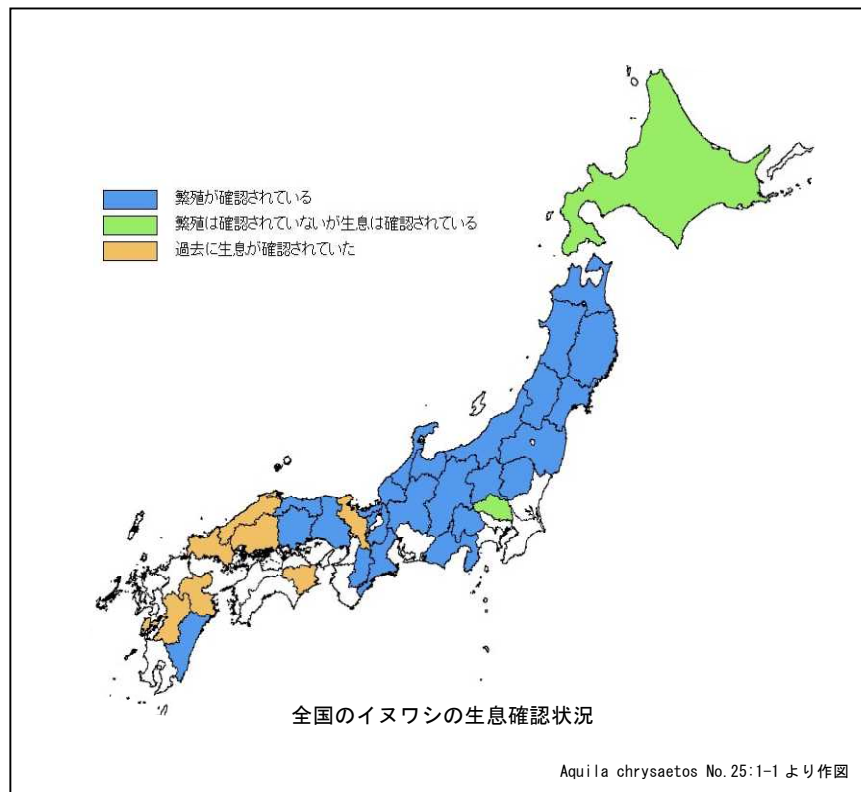 繁殖が確認されている
繁殖は確認されていないが生息は確認されている
過去に生息が確認されていた
全国のイヌワシの生息確認状況
Aquila chrysaetos No.25:1-1 より作図